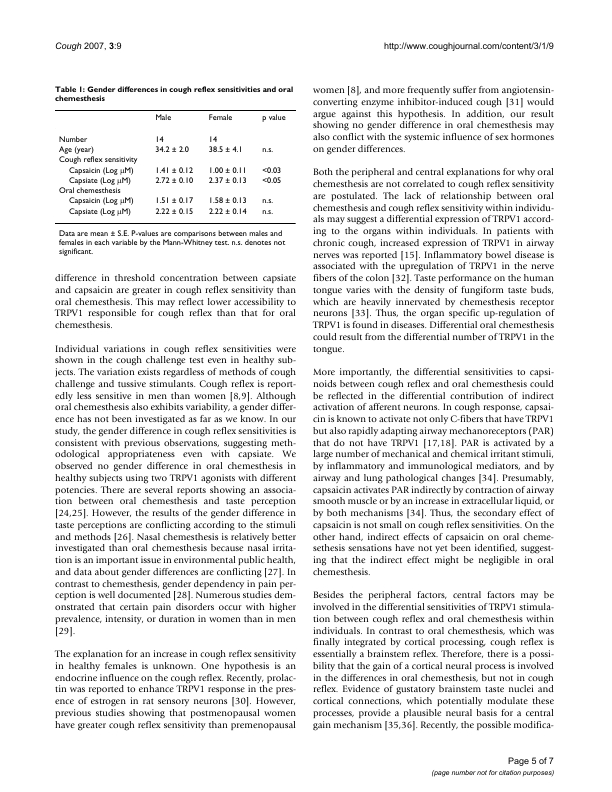 Cough 2007, 3:9
http://www.coughjournal.com/content/3/1/9
Table 1: Gender differences in cough reflex sensitivities and oral
chemesthesis
Male Female p value
Number 14 14
Age (year) 34.2 ± 2.0 38.5 ± 4.1 n.s.
Cough reflex sensitivity
Capsaicin (Log μM) 1.41 ± 0.12 1.00 ± 0.11 <0.03
Capsiate (Log μM) 2.72 ± 0.10 2.37 ± 0.13 <0.05
Oral chemesthesis
Capsaicin (Log μM) 1.51 ± 0.17 1.58 ± 0.13 n.s.
Capsiate (Log μM) 2.22 ± 0.15 2.22 ± 0.14 n.s.
Data are mean ± S.E. P-values are comparisons between males and
females in each variable by the Mann-Whitney test. n.s. denotes not
significant.
difference in threshold concentration between capsiate
and capsaicin are greater in cough reflex sensitivity than
oral chemesthesis. This may reflect lower accessibility to
TRPV1 responsible for cough reflex than that for oral
chemesthesis.
Individual variations in cough reflex sensitivities were
shown in the cough challenge test even in healthy sub-
jects. The variation exists regardless of methods of cough
challenge and tussive stimulants. Cough reflex is report-
edly less sensitive in men than women [8,9]. Although
oral chemesthesis also exhibits variability, a gender differ-
ence has not been investigated as far as we know. In our
study, the gender difference in cough reflex sensitivities is
consistent with previous observations, suggesting meth-
odological appropriateness even with capsiate. We
observed no gender difference in oral chemesthesis in
healthy subjects using two TRPV1 agonists with different
potencies. There are several reports showing an associa-
tion between oral chemesthesis and taste perception
[24,25]. However, the results of the gender difference in
taste perceptions are conflicting according to the stimuli
and methods [26]. Nasal chemesthesis is relatively better
investigated than oral chemesthesis because nasal irrita-
tion is an important issue in environmental public health,
and data about gender differences are conflicting [27]. In
contrast to chemesthesis, gender dependency in pain per-
ception is well documented [28]. Numerous studies dem-
onstrated that certain pain disorders occur with higher
prevalence, intensity, or duration in women than in men
[29].
The explanation for an increase in cough reflex sensitivity
in healthy females is unknown. One hypothesis is an
endocrine influence on the cough reflex. Recently, prolac-
tin was reported to enhance TRPV1 response in the pres-
ence of estrogen in rat sensory neurons [30]. However,
previous studies showing that postmenopausal women
have greater cough reflex sensitivity than premenopausal
women [8], and more frequently suffer from angiotensin-
converting enzyme inhibitor-induced cough [31] would
argue against this hypothesis. In addition, our result
showing no gender difference in oral chemesthesis may
also conflict with the systemic influence of sex hormones
on gender differences.
Both the peripheral and central explanations for why oral
chemesthesis are not correlated to cough reflex sensitivity
are postulated. The lack of relationship between oral
chemesthesis and cough reflex sensitivity within individu-
als may suggest a differential expression of TRPV1 accord-
ing to the organs within individuals. In patients with
chronic cough, increased expression of TRPV1 in airway
nerves was reported [15]. Inflammatory bowel disease is
associated with the upregulation of TRPV1 in the nerve
fibers of the colon [32]. Taste performance on the human
tongue varies with the density of fungiform taste buds,
which are heavily innervated by chemesthesis receptor
neurons [33]. Thus, the organ specific up-regulation of
TRPV1 is found in diseases. Differential oral chemesthesis
could result from the differential number of TRPV1 in the
tongue.
More importantly, the differential sensitivities to capsi-
noids between cough reflex and oral chemesthesis could
be reflected in the differential contribution of indirect
activation of afferent neurons. In cough response, capsai-
cin is known to activate not only C-fibers that have TRPV1
but also rapidly adapting airway mechanoreceptors (PAR)
that do not have TRPV1 [17,18]. PAR is activated by a
large number of mechanical and chemical irritant stimuli,
by inflammatory and immunological mediators, and by
airway and lung pathological changes [34]. Presumably,
capsaicin activates PAR indirectly by contraction of airway
smooth muscle or by an increase in extracellular liquid, or
by both mechanisms [34]. Thus, the secondary effect of
capsaicin is not small on cough reflex sensitivities. On the
other hand, indirect effects of capsaicin on oral cheme-
sethesis sensations have not yet been identified, suggest-
ing that the indirect effect might be negligible in oral
chemesthesis.
Besides the peripheral factors, central factors may be
involved in the differential sensitivities of TRPV1 stimula-
tion between cough reflex and oral chemesthesis within
individuals. In contrast to oral chemesthesis, which was
finally integrated by cortical processing, cough reflex is
essentially a brainstem reflex. Therefore, there is a possi-
bility that the gain of a cortical neural process is involved
in the differences in oral chemesthesis, but not in cough
reflex. Evidence of gustatory brainstem taste nuclei and
cortical connections, which potentially modulate these
processes, provide a plausible neural basis for a central
gain mechanism [35,36]. Recently, the possible modifica-
Page 5 of 7
(page number not for citation purposes)